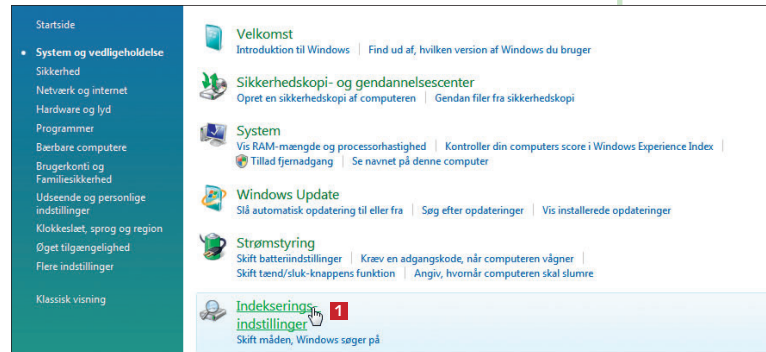 Startside
System og vedligeholdelse
Sikkerhed
Netværk og internet
Hardware og lyd
Programmer
Bærbare computere
Brugerkonti og
Familiesikkerhed
Udseende og personlige
indstillinger
Klokkeslæt, sprog og region
Øget tilgængelighed
Flere indstillinger
Klassisk visning
Velkomst
Introduktion til Windows Find ud af, hvilken version af Windows du bruger
Sikkerhedskopi- og gendannelsescenter
Opret en sikkerhedskopi af computeren Gendan filer fra sikkerhedskopi
System
Vis RAM-mængde og processorhastighed Kontroller din computers score i Windows Experience Index
Tillad fjernadgang Se navnet på denne computer
Windows Update
Slå automatisk opdatering til eller fra Søg efter opdateringer Vis installerede opdateringer
Strømstyring
Skift batteriindstillinger Kræv en adgangskode, når computeren vågner
Skift tænd/sluk-knappens funktion Angiv, hvornår computeren skal slumre
Indekserings- 1
indstillinger
Skift måden, Windows søger på